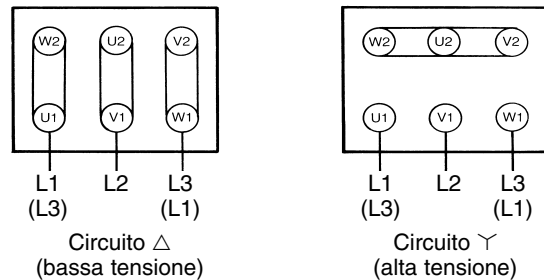 W2 U2 V2
U1 V1 W1
L1 L2 L3
(L3) (L1)
Circuito △
(bassa tensione)
W2 U2 V2
U1 V1 W1
L1 L2 L3
(L3) (L1)
Circuito Y
(alta tensione)